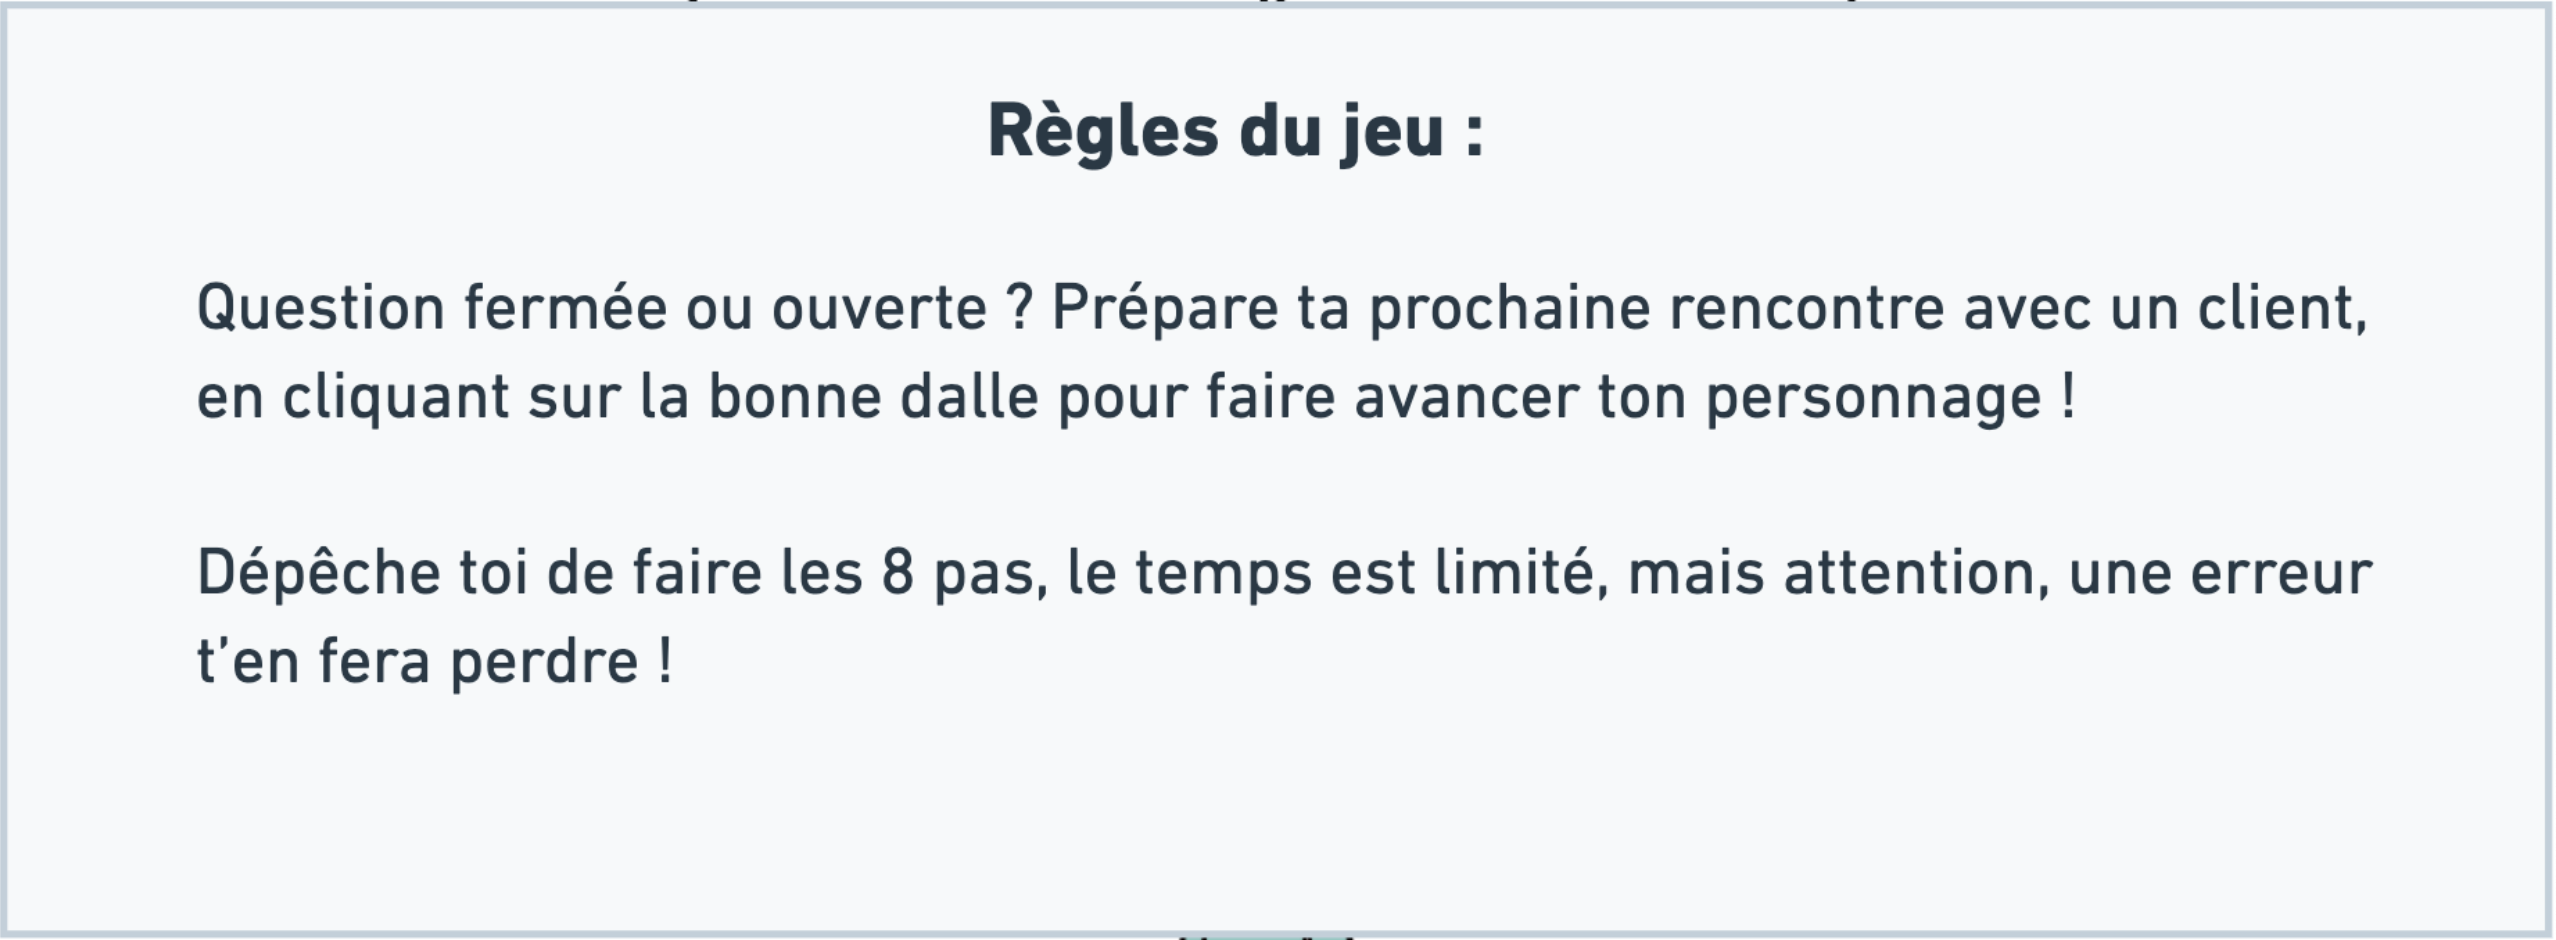 Règles du jeu :
Question fermée ou ouverte ? Prépare ta prochaine rencontre avec un client,
en cliquant sur la bonne dalle pour faire avancer ton personnage !
Dépêche toi de faire les 8 pas, le temps est limité, mais attention, une erreur
t’en fera perdre !